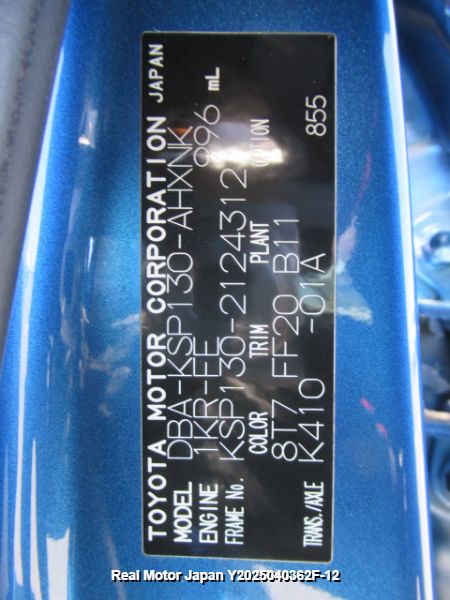 TOYOTA MOTOR CORPORATION JAPAN
MODEL DBA-KSP130-AHXNK
ENGINE 1KR-FE 996 mL
FRAME No. KSP130-2124312
COLOR TRIM PLANT OPTION
8T7 FF20 B11 855
TRANS./AXLE K410 -01A
Real Motor Japan Y2025040362F-12